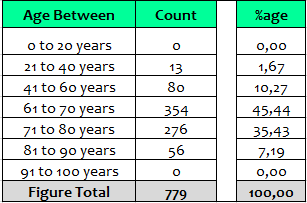 Age Between Count %age
0 to 20 years 0 0,00
21 to 40 years 13 1,67
41 to 60 years 80 10,27
61 to 70 years 354 45,44
71 to 80 years 276 35,43
81 to 90 years 56 7,19
91 to 100 years 0 0,00
Figure Total 779 100,00